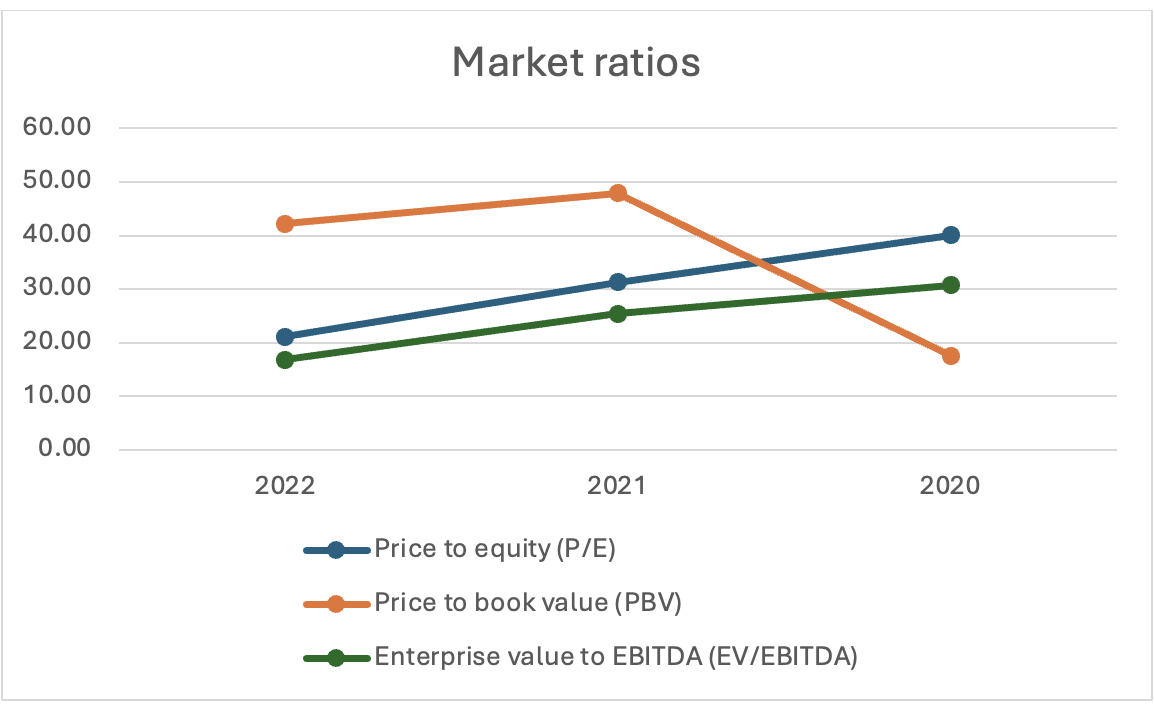 Market ratios
60.00
50.00
40.00
30.00
20.00
10.00
0.00
2022 2021 2020
Price to equity (P/E)
Price to book value (PBV)
Enterprise value to EBITDA (EV/EBITDA)